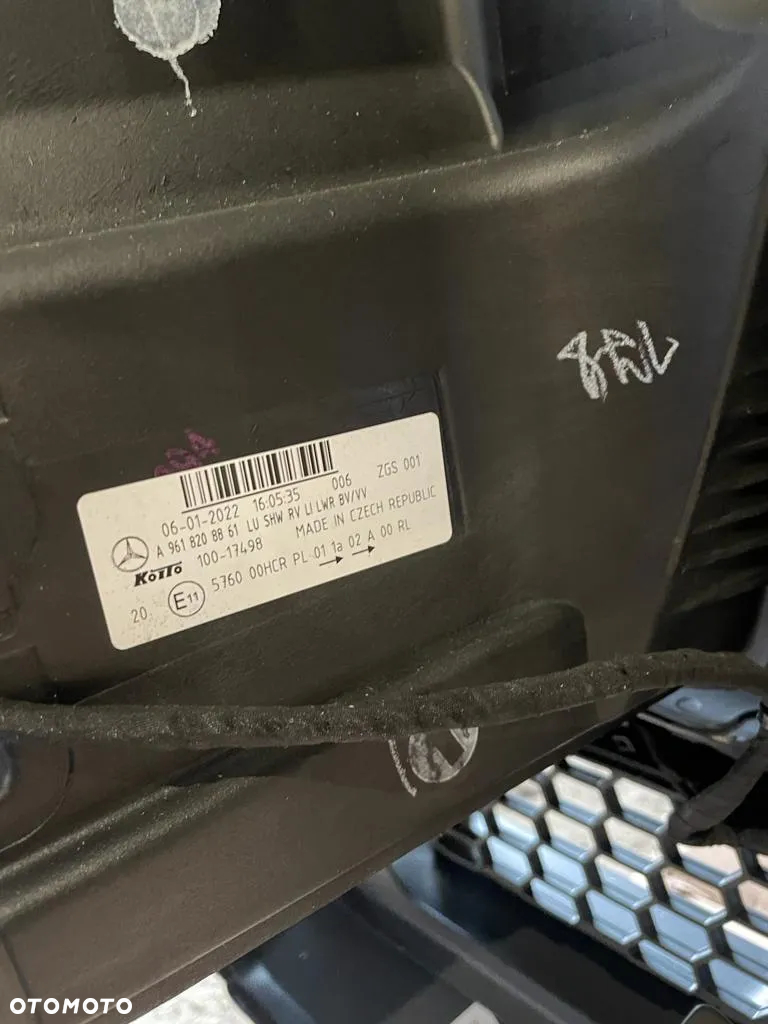 006 ZGS 001
06-01-2022 16:05:35
A 961 820 88 61 LU SHW RV LI LWR BV/VV
KOITO 100-17498 MADE IN CZECH REPUBLIC
20 E11 5760 00HCR PL 01 1a 02 A 00 RL
OTOMOTO